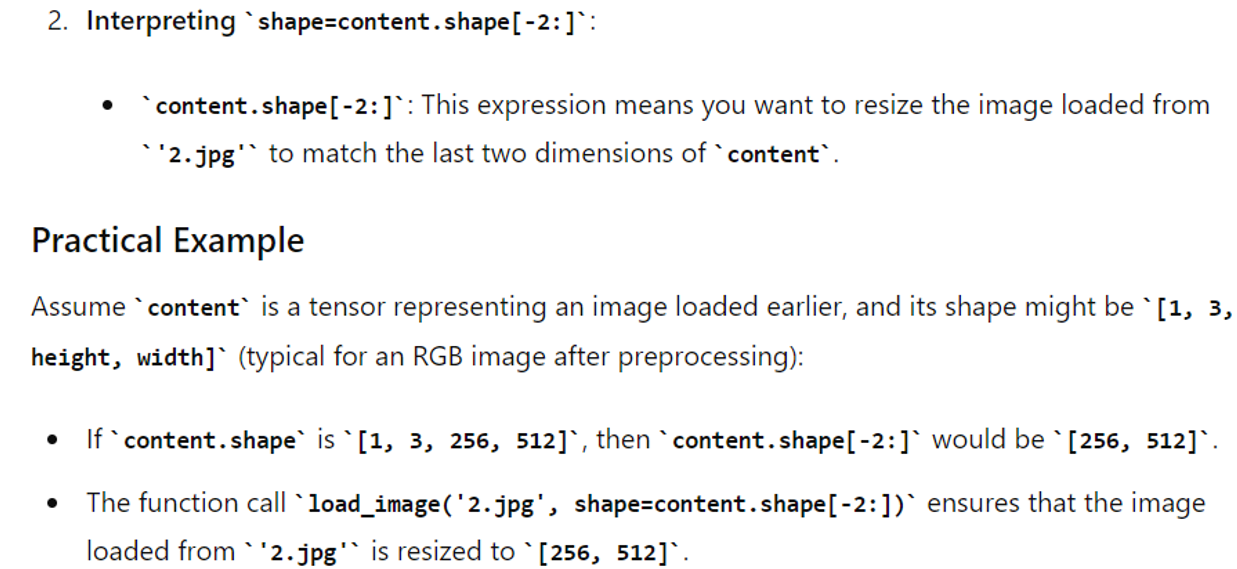 2. Interpreting `shape=content.shape[-2:]`:
• `content.shape[-2:]`: This expression means you want to resize the image loaded from
`'2.jpg'` to match the last two dimensions of `content`.
Practical Example
Assume `content` is a tensor representing an image loaded earlier, and its shape might be `[1, 3,
height, width]` (typical for an RGB image after preprocessing):
• If `content.shape` is `[1, 3, 256, 512]`, then `content.shape[-2:]` would be `[256, 512]`.
• The function call `load_image('2.jpg', shape=content.shape[-2:])` ensures that the image
loaded from `'2.jpg'` is resized to `[256, 512]`.